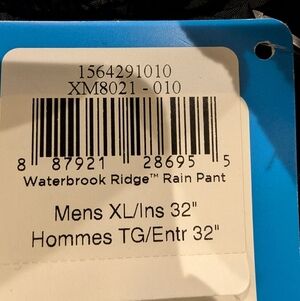 1564291010
XM8021 - 010
8 87921 28695 5
Waterbrook Ridge™ Rain Pant
Mens XL/Ins 32"
Hommes TG/Entr 32"